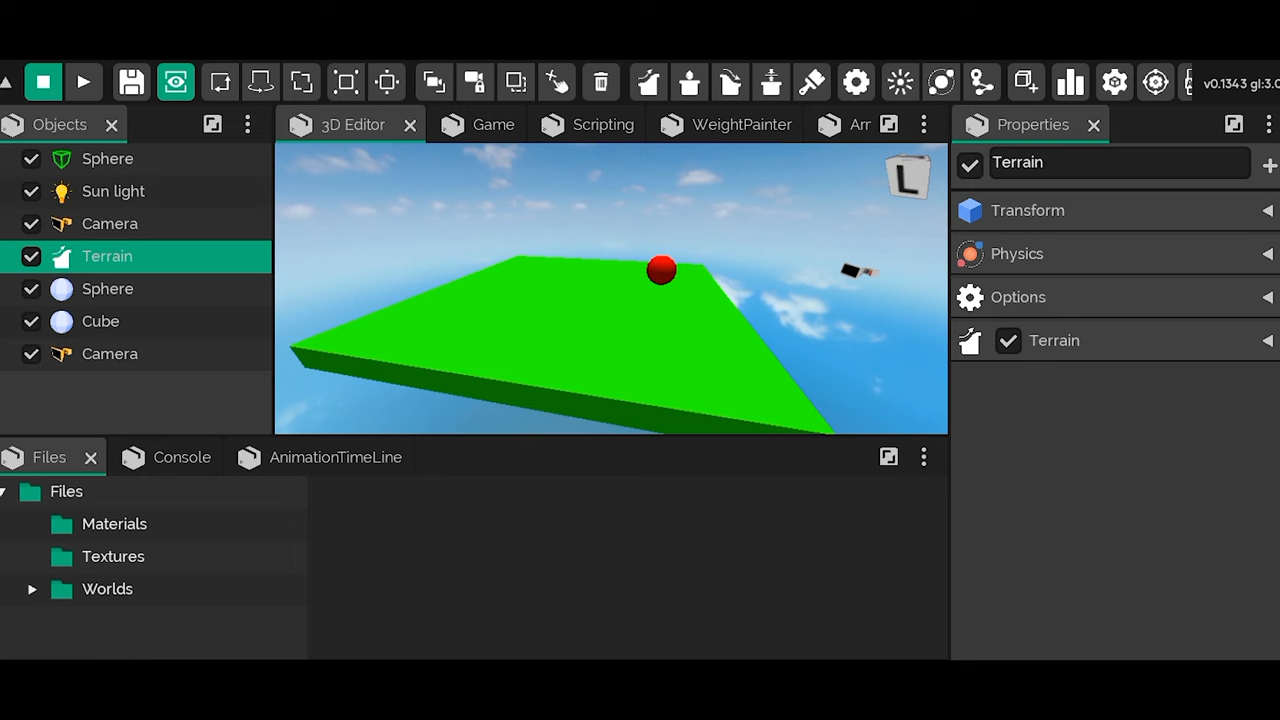 v0.1343 gl:3.0
Objects
3D Editor
Game
Scripting
WeightPainter
Arr
Properties
Sphere
Sun light
Camera
Terrain
Sphere
Cube
Camera
L
Terrain
Transform
Physics
Options
Terrain
Files
Console
AnimationTimeLine
Files
Materials
Textures
Worlds